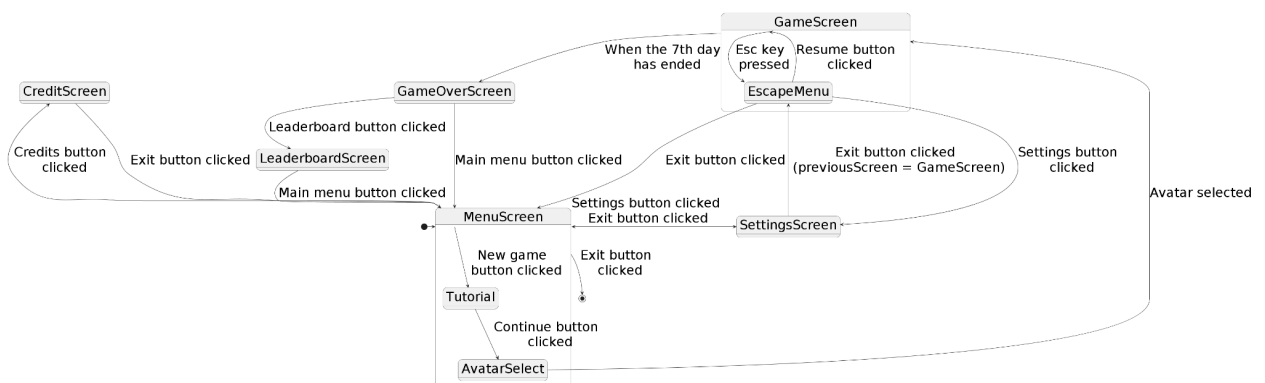 GameScreen
When the 7th day
has ended
Esc key
pressed
Resume button
clicked
CreditScreen
GameOverScreen
EscapeMenu
Leaderboard button clicked
Credits button
clicked
Exit button clicked
LeaderboardScreen
Main menu button clicked
Exit button clicked
Exit button clicked
(previousScreen = GameScreen)
Settings button
clicked
Main menu button clicked
Avatar selected
Settings button clicked
Exit button clicked
MenuScreen
SettingsScreen
New game
button clicked
Exit button
clicked
Tutorial
Continue button
clicked
AvatarSelect